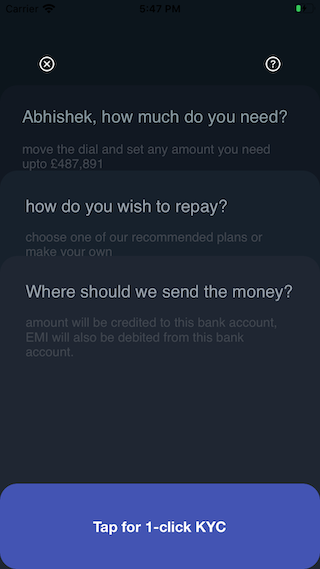 Carrier 5:47 PM
Abhishek, how much do you need?
move the dial and set any amount you need
upto £487,891
how do you wish to repay?
choose one of our recommended plans or
make your own
Where should we send the money?
amount will be credited to this bank account,
EMI will also be debited from this bank
account.
Tap for 1-click KYC